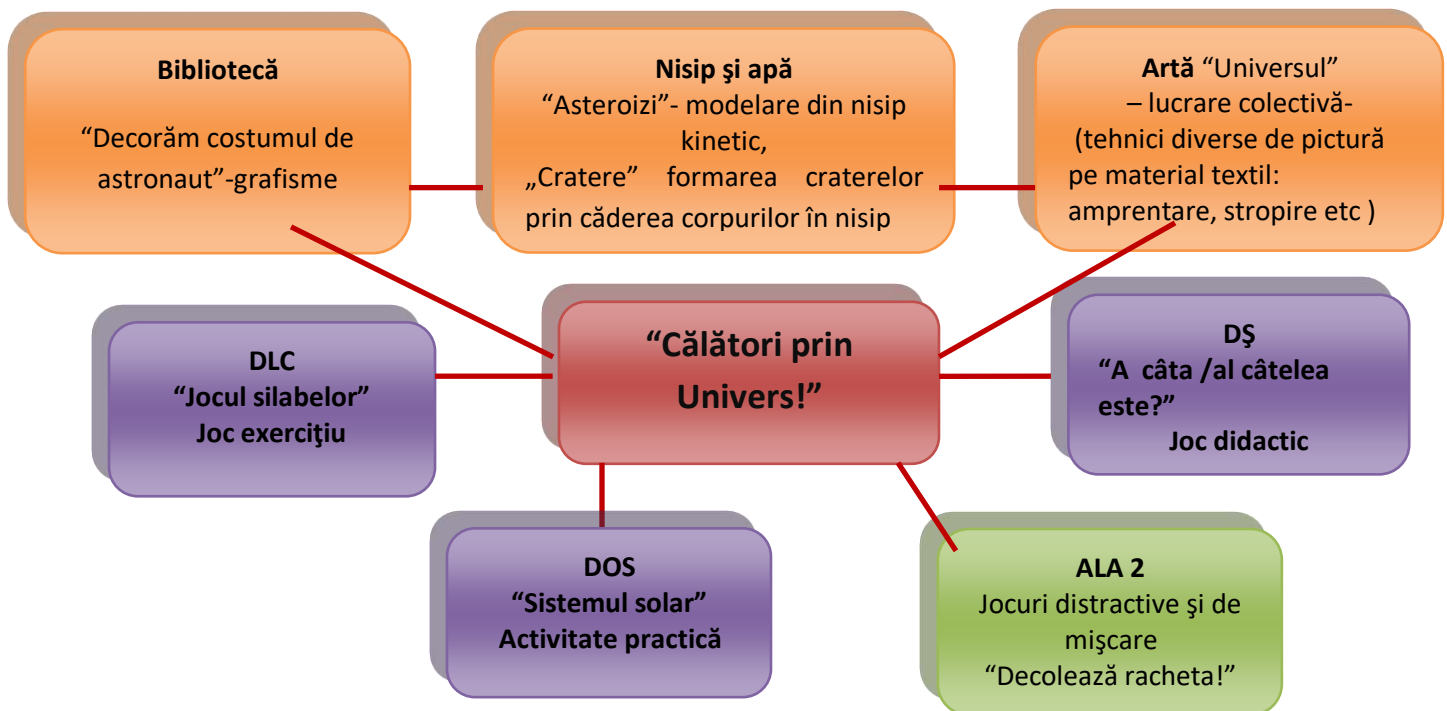 Bibliotecă
“Decorăm costumul de
astronaut”-grafisme
Nisip şi apă
“Asteroizi”- modelare din nisip
kinetic,
„Cratere” formarea craterelor
prin căderea corpurilor în nisip
Artă “Universul”
– lucrare colectivă-
(tehnici diverse de pictură
pe material textil:
amprentare, stropire etc )
DLC
“Jocul silabelor”
Joc exerciţiu
“Călători prin
Univers!”
DŞ
“A câta /al câtelea
este?”
Joc didactic
DOS
“Sistemul solar”
Activitate practică
ALA 2
Jocuri distractive şi de
mişcare
“Decolează racheta!”